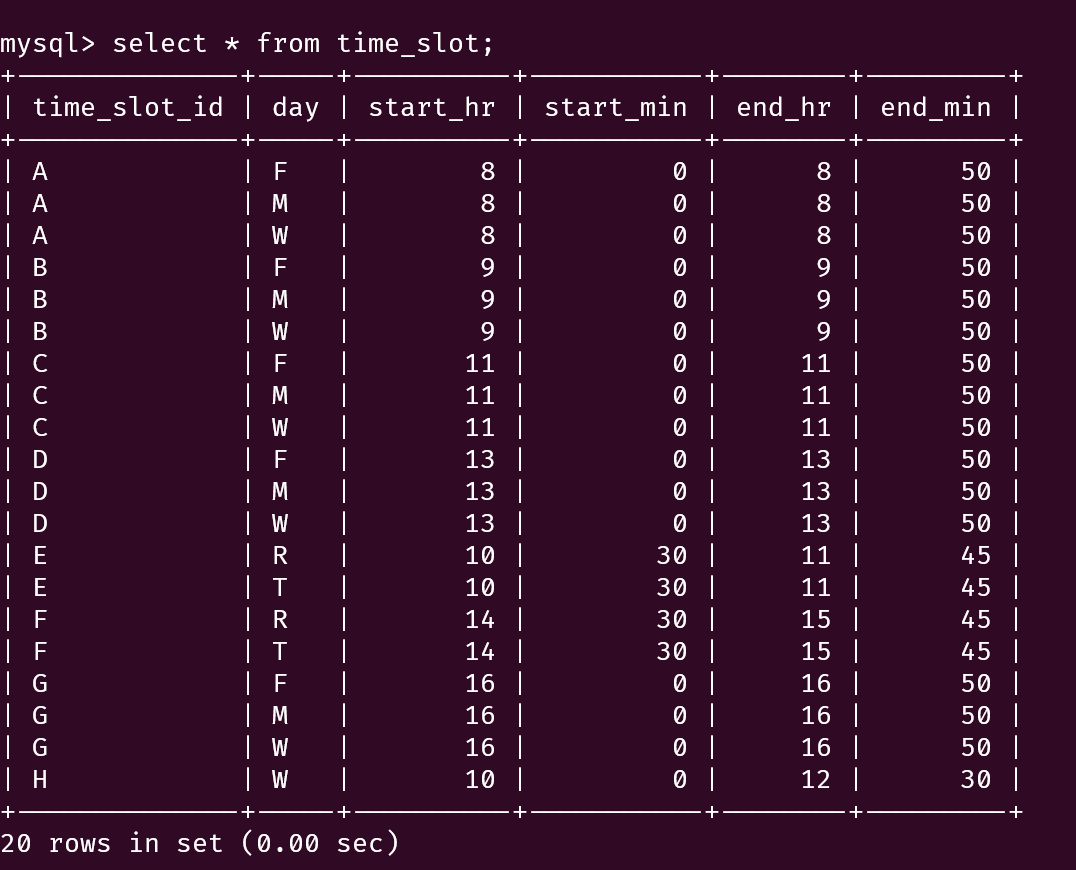 mysql> select * from time_slot;
+--------------+-----+----------+-----------+--------+---------+
| time_slot_id | day | start_hr | start_min | end_hr | end_min |
+--------------+-----+----------+-----------+--------+---------+
| A            | F   |        8 |         0 |      8 |      50 |
| A            | M   |        8 |         0 |      8 |      50 |
| A            | W   |        8 |         0 |      8 |      50 |
| B            | F   |        9 |         0 |      9 |      50 |
| B            | M   |        9 |         0 |      9 |      50 |
| B            | W   |        9 |         0 |      9 |      50 |
| C            | F   |       11 |         0 |     11 |      50 |
| C            | M   |       11 |         0 |     11 |      50 |
| C            | W   |       11 |         0 |     11 |      50 |
| D            | F   |       13 |         0 |     13 |      50 |
| D            | M   |       13 |         0 |     13 |      50 |
| D            | W   |       13 |         0 |     13 |      50 |
| E            | R   |       10 |        30 |     11 |      45 |
| E            | T   |       10 |        30 |     11 |      45 |
| F            | R   |       14 |        30 |     15 |      45 |
| F            | T   |       14 |        30 |     15 |      45 |
| G            | F   |       16 |         0 |     16 |      50 |
| G            | M   |       16 |         0 |     16 |      50 |
| G            | W   |       16 |         0 |     16 |      50 |
| H            | W   |       10 |         0 |     12 |      30 |
+--------------+-----+----------+-----------+--------+---------+
20 rows in set (0.00 sec)